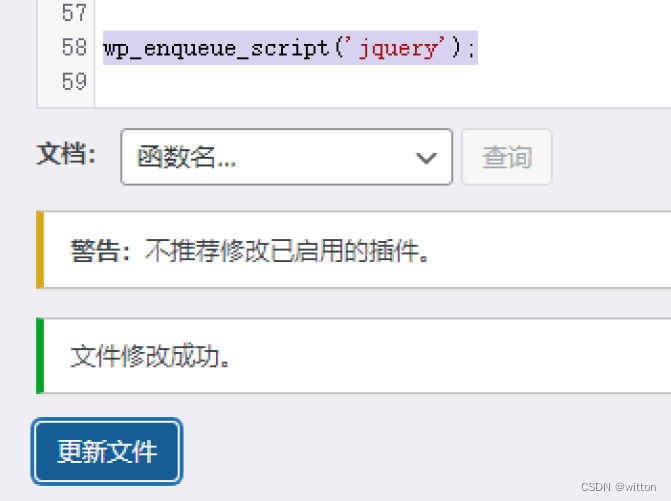 57
58 wp_enqueue_script('jquery');
59
文档： 函数名... 查询
警告：不推荐修改已启用的插件。
文件修改成功。
更新文件
CSDN @witton